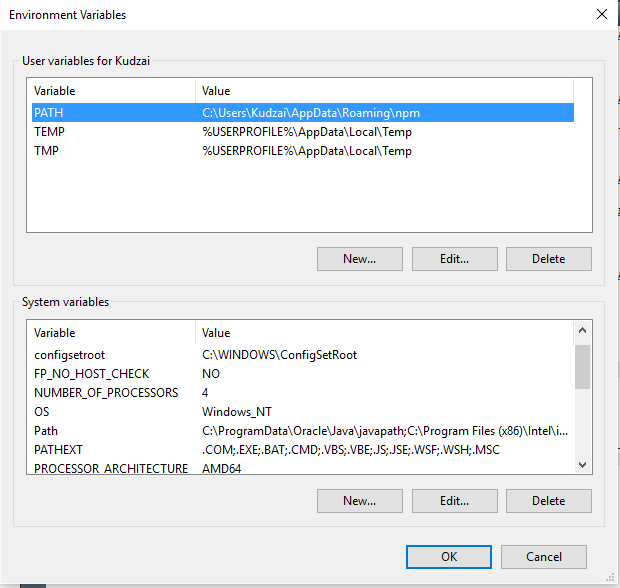 Environment Variables
User variables for Kudzai
Variable Value
PATH C:\Users\Kudzai\AppData\Roaming\npm
TEMP %USERPROFILE%\AppData\Local\Temp
TMP %USERPROFILE%\AppData\Local\Temp
New... Edit... Delete
System variables
Variable Value
configsetroot C:\WINDOWS\ConfigSetRoot
FP_NO_HOST_CHECK NO
NUMBER_OF_PROCESSORS 4
OS Windows_NT
Path C:\ProgramData\Oracle\Java\javapath;C:\Program Files (x86)\Intel\i...
PATHEXT .COM;.EXE;.BAT;.CMD;.VBS;.VBE;.JS;.JSE;.WSF;.WSH;.MSC
PROCESSOR_ARCHITECTURE AMD64
New... Edit... Delete
OK Cancel